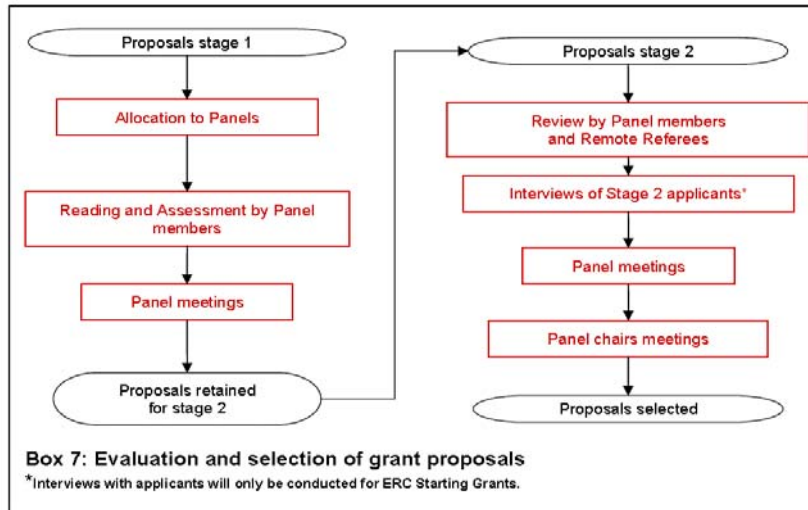 Proposals stage 1
Allocation to Panels
Reading and Assessment by Panel
members
Panel meetings
Proposals retained
for stage 2
Proposals stage 2
Review by Panel members
and Remote Referees
Interviews of Stage 2 applicants*
Panel meetings
Panel chairs meetings
Proposals selected
Box 7: Evaluation and selection of grant proposals
*Interviews with applicants will only be conducted for ERC Starting Grants.